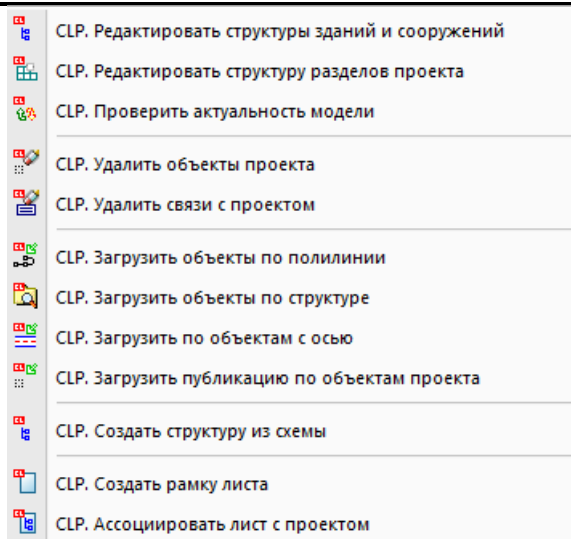 CLP. Редактировать структуры зданий и сооружений
CLP. Редактировать структуру разделов проекта
CLP. Проверить актуальность модели
CLP. Удалить объекты проекта
CLP. Удалить связи с проектом
CLP. Загрузить объекты по полилинии
CLP. Загрузить объекты по структуре
CLP. Загрузить по объектам с осью
CLP. Загрузить публикацию по объектам проекта
CLP. Создать структуру из схемы
CLP. Создать рамку листа
CLP. Ассоциировать лист с проектом